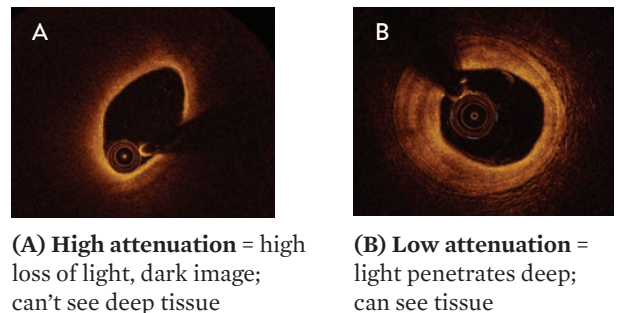 A
B
(A) High attenuation = high
loss of light, dark image;
can't see deep tissue
(B) Low attenuation =
light penetrates deep;
can see tissue